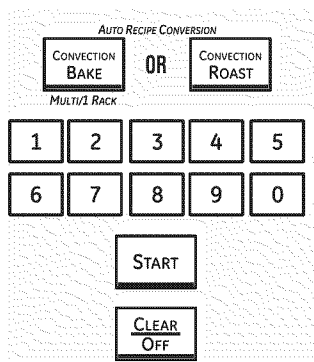 AUTO RECIPE CONVERSION
CONVECTION BAKE
OR
CONVECTION ROAST
MULTI/1 RACK
1 2 3 4 5
6 7 8 9 0
START
CLEAR
OFF